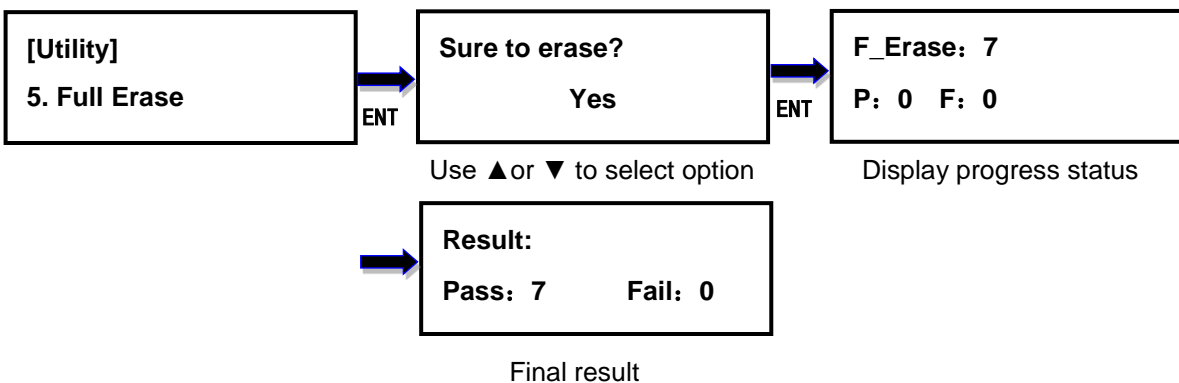 [Utility]
5. Full Erase
ENT
Sure to erase?
Yes
Use ▲or ▼ to select option
ENT
F_Erase：7
P：0 F：0
Display progress status
Result:
Pass：7 Fail：0
Final result